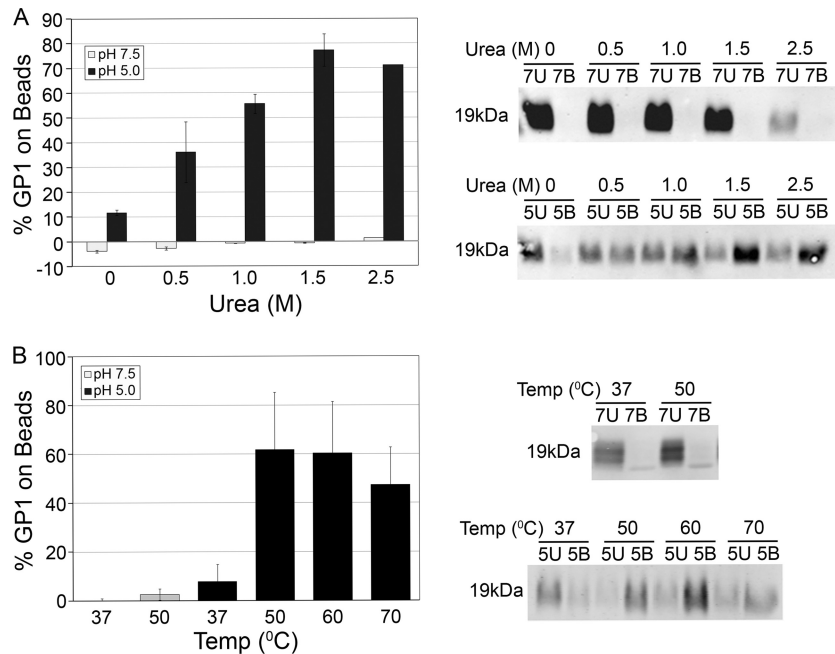 A
90
80
70
60
50
40
30
20
10
0
-10
% GP1 on Beads
pH 7.5
pH 5.0
0 0.5 1.0 1.5 2.5
Urea (M)
Urea (M) 0 0.5 1.0 1.5 2.5
7U 7B 7U 7B 7U 7B 7U 7B 7U 7B
19kDa
Urea (M) 0 0.5 1.0 1.5 2.5
5U 5B 5U 5B 5U 5B 5U 5B 5U 5B
19kDa
B
100
80
60
40
20
0
% GP1 on Beads
pH 7.5
pH 5.0
37 50 37 50 60 70
Temp (⁰C)
Temp (⁰C) 37 50
7U 7B 7U 7B
19kDa
Temp (⁰C) 37 50 60 70
5U 5B 5U 5B 5U 5B 5U 5B
19kDa